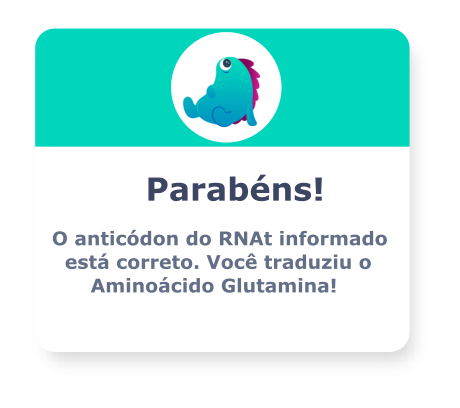 Parabéns!
O anticódon do RNAt informado
está correto. Você traduziu o
Aminoácido Glutamina!